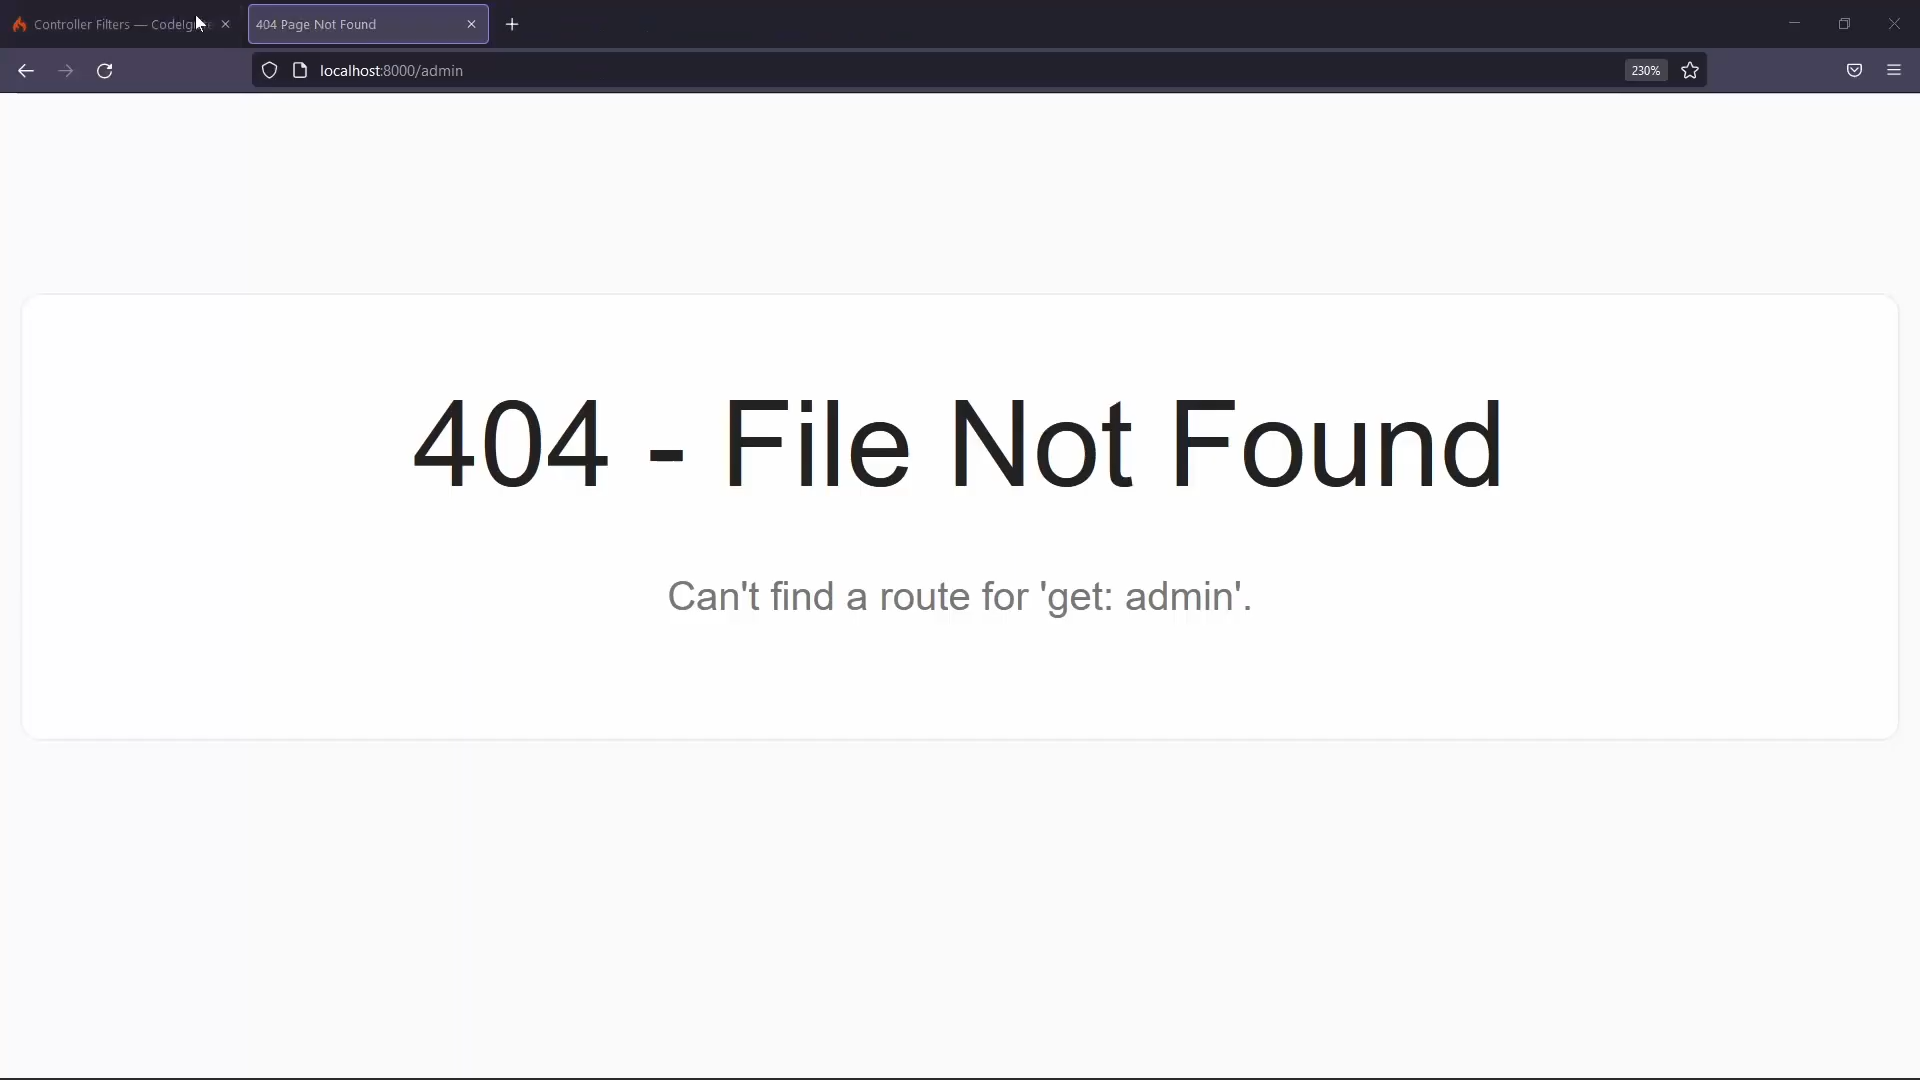 Controller Filters — CodeIg
404 Page Not Found
localhost:8000/admin
230%
404 - File Not Found
Can't find a route for 'get: admin'.